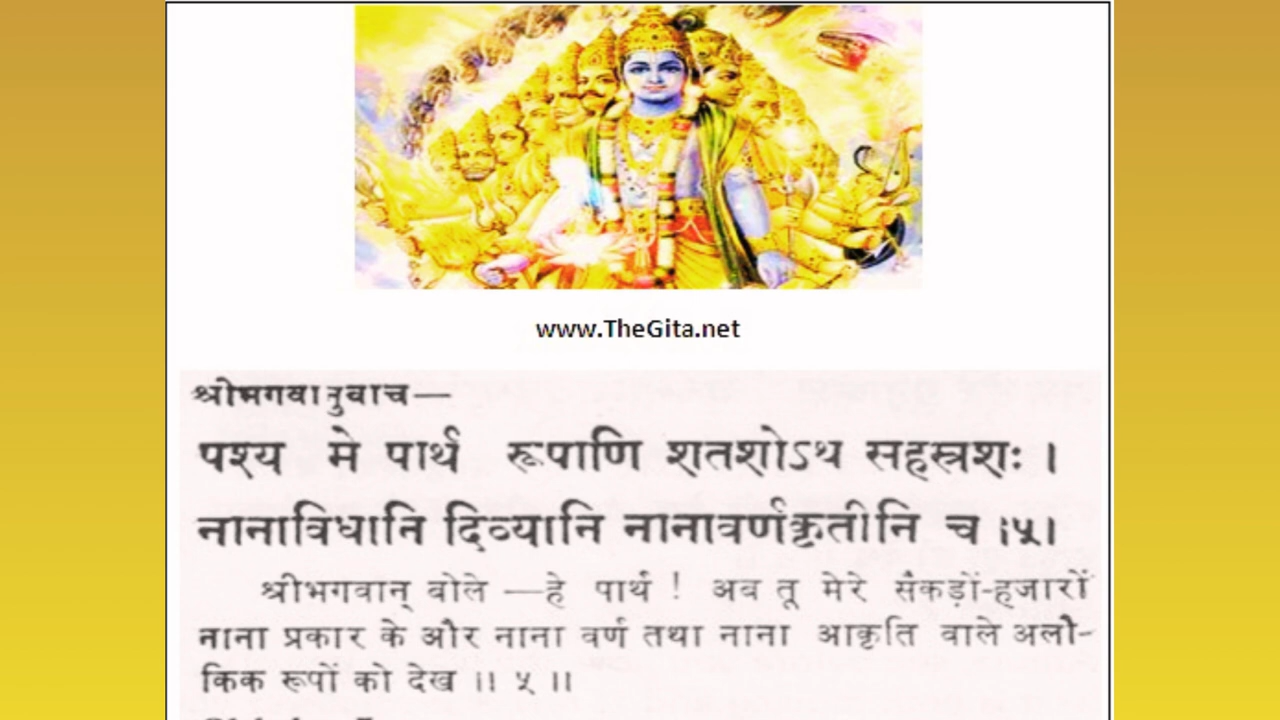 www.TheGita.net
श्रीभगवानुवाच—
पश्य मे पार्थ रूपाणि शतशोऽथ सहस्त्रशः ।
नानाविधानि दिव्यानि नानावर्णकृतीनि च ।५।
श्रीभगवान् बोले —हे पार्थ ! अब तू मेरे सैंकड़ों-हजारों
नाना प्रकार के और नाना वर्ण तथा नाना आकृति वाले अलौ-
किक रूपों को देख ।। ५ ।।